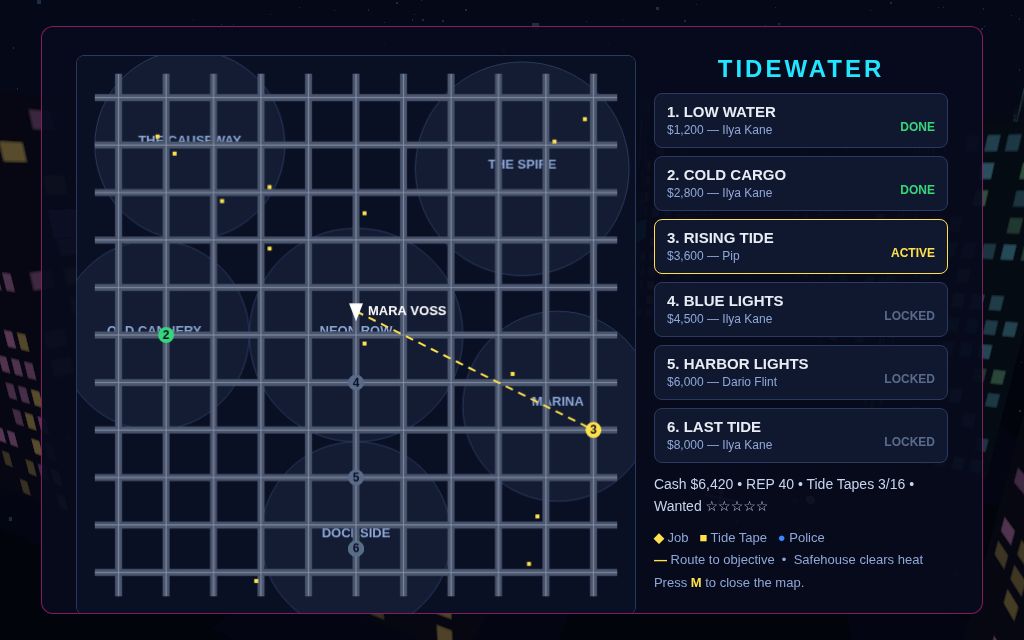 TIDEWATER
THE CAUSEWAY
THE SPIRE
MARA VOSS
OLD CANNERY
NEON ROW
MARINA
DOCKSIDE
2
4
3
5
6
1. LOW WATER
$1,200 — Ilya Kane
DONE
2. COLD CARGO
$2,800 — Ilya Kane
DONE
3. RISING TIDE
$3,600 — Pip
ACTIVE
4. BLUE LIGHTS
$4,500 — Ilya Kane
LOCKED
5. HARBOR LIGHTS
$6,000 — Dario Flint
LOCKED
6. LAST TIDE
$8,000 — Ilya Kane
LOCKED
Cash $6,420 • REP 40 • Tide Tapes 3/16 •
Wanted ☆☆☆☆☆
◆ Job ■ Tide Tape ● Police
— Route to objective • Safehouse clears heat
Press M to close the map.